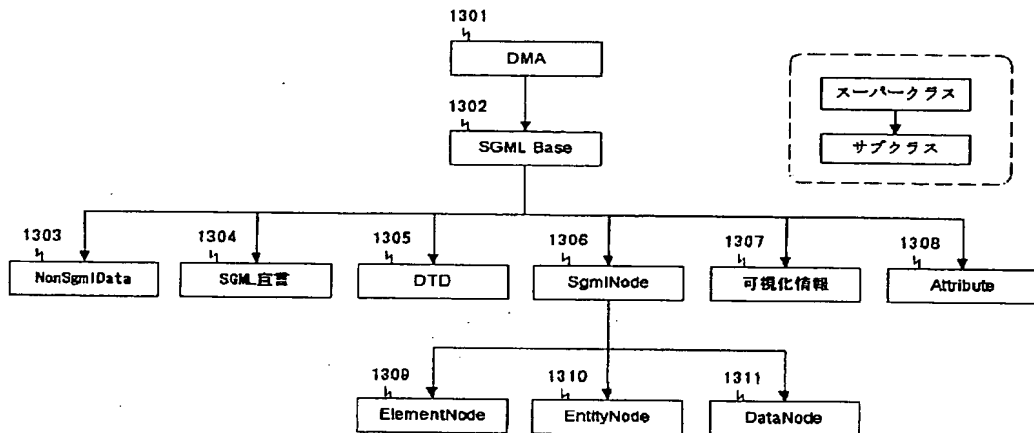 1301
DMA
スーパークラス
1302
SGML Base
サブクラス
1303
NonSgmlData
1304
SGML宣言
1305
DTD
1306
SgmlNode
1307
可視化情報
1308
Attribute
1309
ElementNode
1310
EntityNode
1311
DataNode